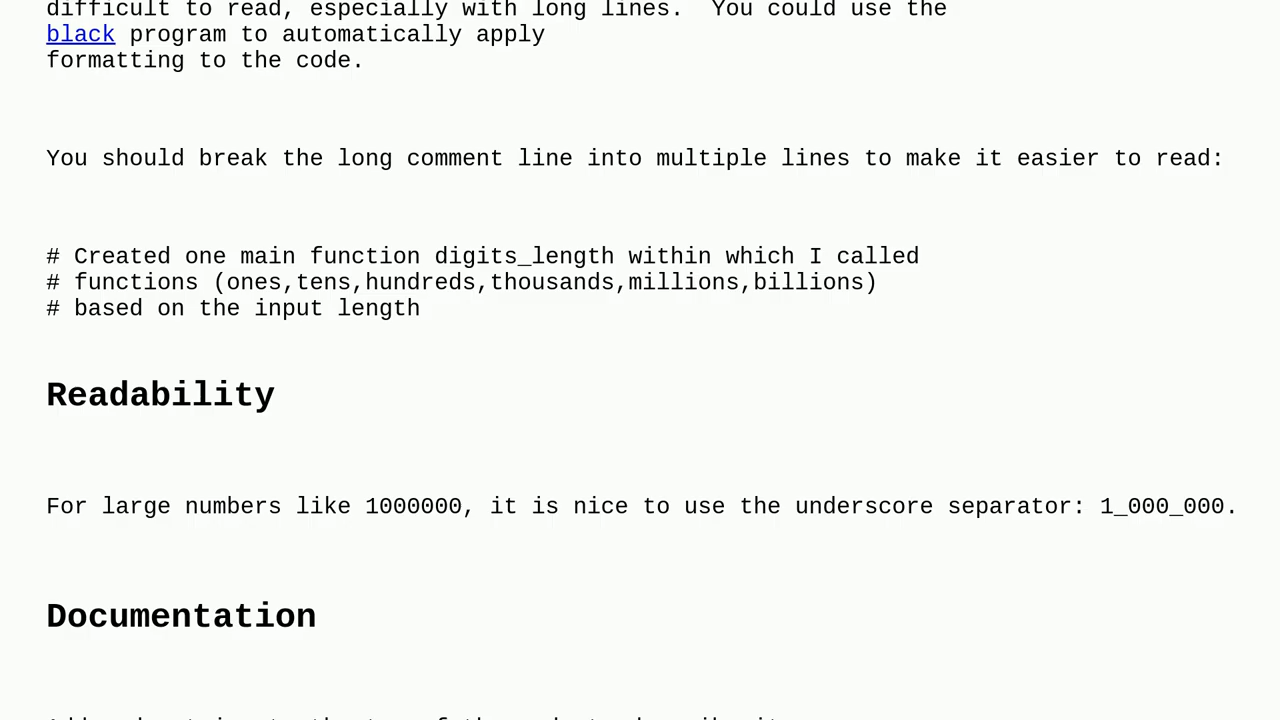 difficult to read, especially with long lines.  You could use the
black program to automatically apply
formatting to the code.
You should break the long comment line into multiple lines to make it easier to read:
# Created one main function digits_length within which I called
# functions (ones,tens,hundreds,thousands,millions,billions)
# based on the input length
Readability
For large numbers like 1000000, it is nice to use the underscore separator: 1_000_000.
Documentation